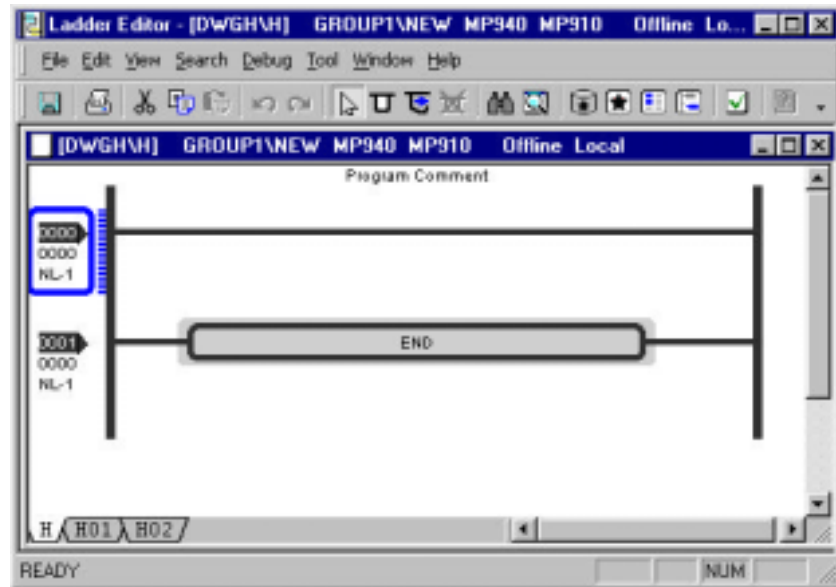 Ladder Editor - [DWGH\H] GROUP1\NEW MP940 MP910 Offline Lo...
File Edit View Search Debug Tool Window Help
[DWGH\H] GROUP1\NEW MP940 MP910 Offline Local
Program Comment
0000
0000
NL-1
0001
END
0000
NL-1
H H01 H02
READY
NUM